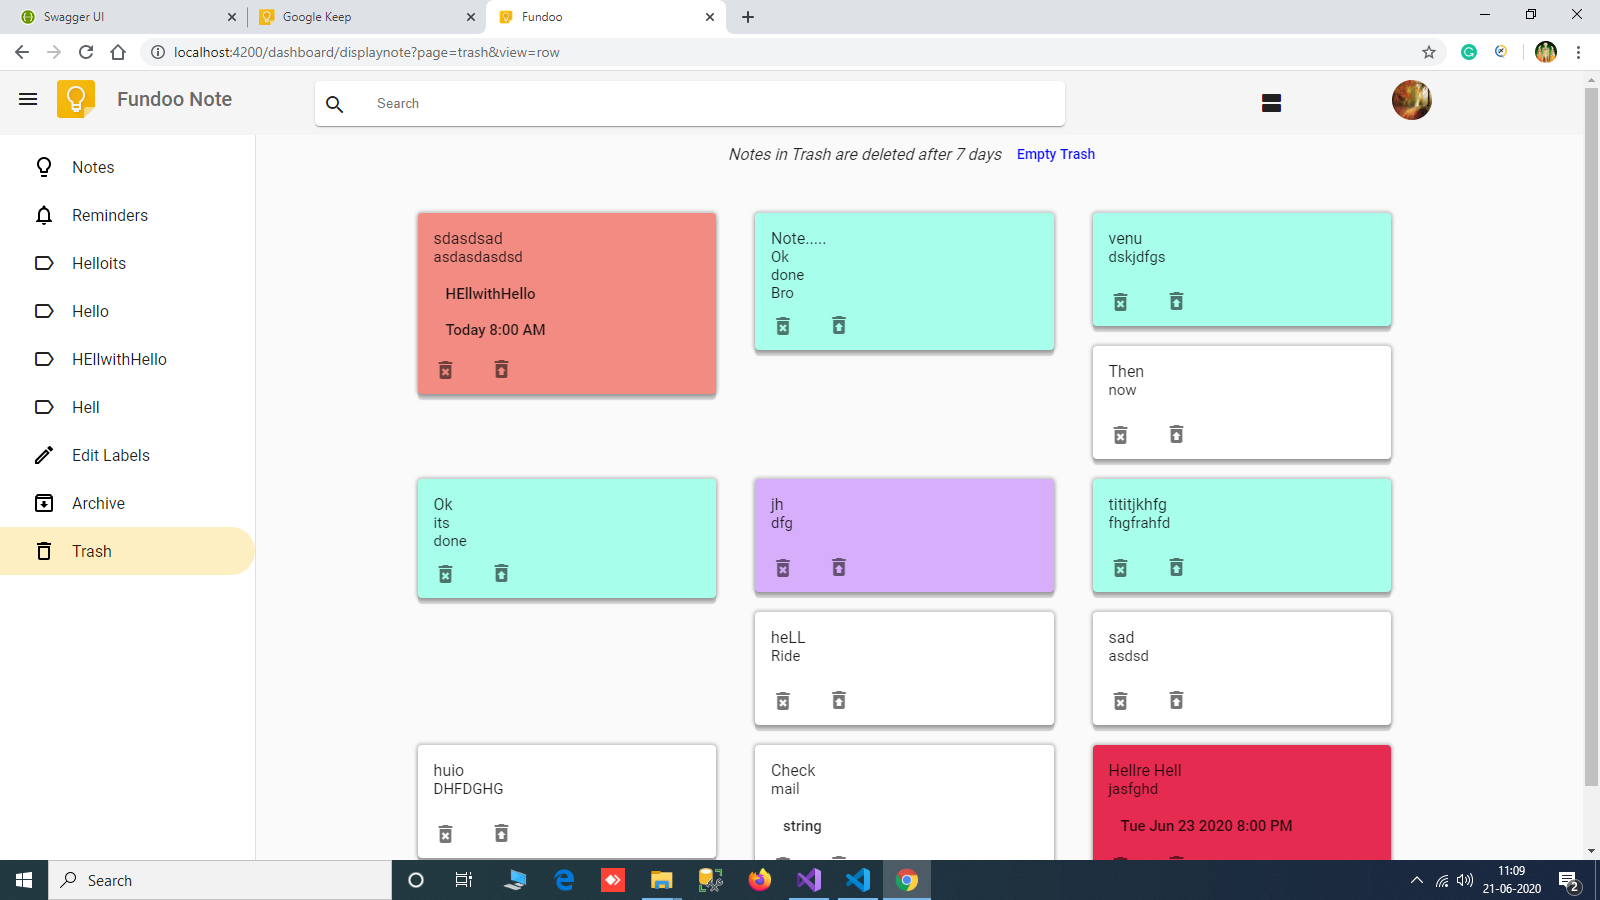 Swagger UI
Google Keep
Fundoo
localhost:4200/dashboard/displaynote?page=trash&view=row
Fundoo Note
Search
Notes
Reminders
Helloits
Hello
HEllwithHello
Hell
Edit Labels
Archive
Trash
Notes in Trash are deleted after 7 days Empty Trash
sdasdsad
asdasdasdsd
HEllwithHello
Today 8:00 AM
Note.....
Ok
done
Bro
venu
dskjdfgs
Then
now
Ok
its
done
jh
dfg
tititjkhfg
fhgfrahfd
heLL
Ride
sad
asdsd
huio
DHFDGHG
Check
mail
string
Hellre Hell
jasfghd
Tue Jun 23 2020 8:00 PM
Search
11:09
21-06-2020
2